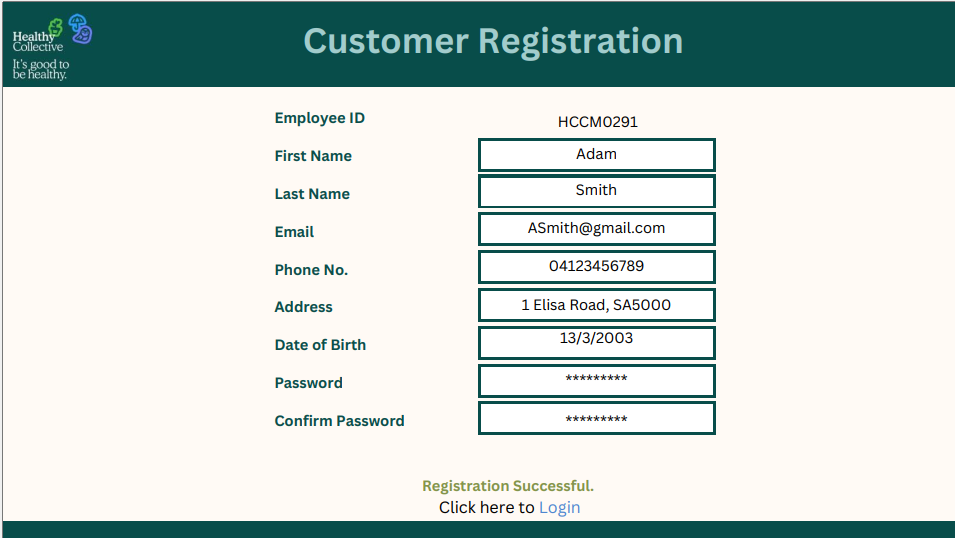 Healthy
Collective
It's good to
be healthy.
Customer Registration
Employee ID HCCM0291
First Name Adam
Last Name Smith
Email ASmith@gmail.com
Phone No. 04123456789
Address 1 Elisa Road, SA5000
Date of Birth 13/3/2003
Password *********
Confirm Password *********
Registration Successful.
Click here to Login